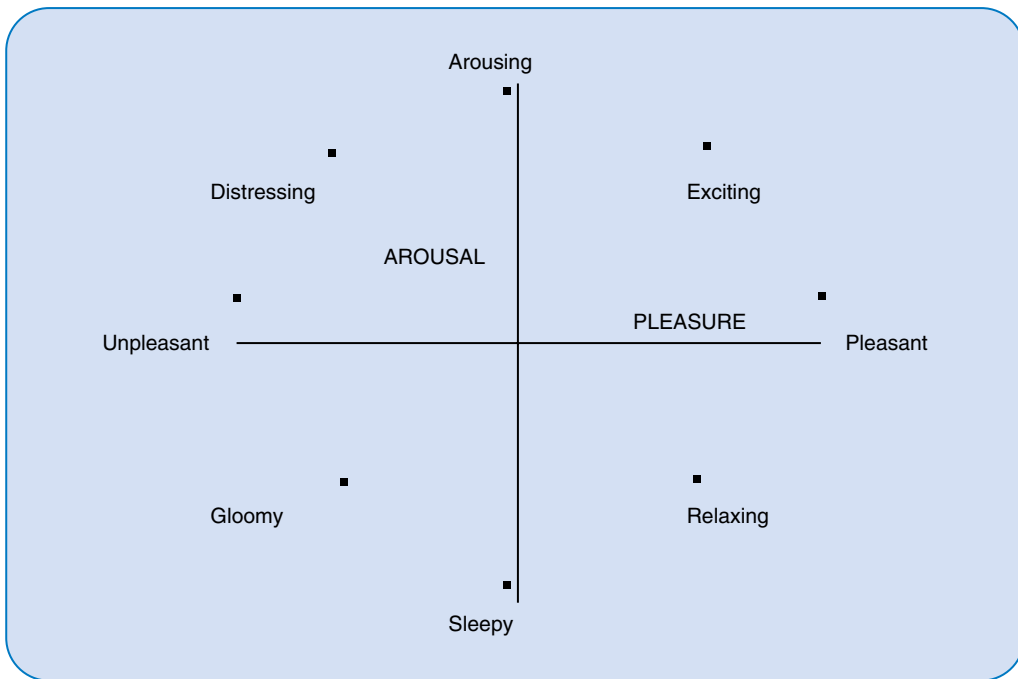 Arousing
Distressing
Exciting
AROUSAL
PLEASURE
Unpleasant
Pleasant
Gloomy
Relaxing
Sleepy